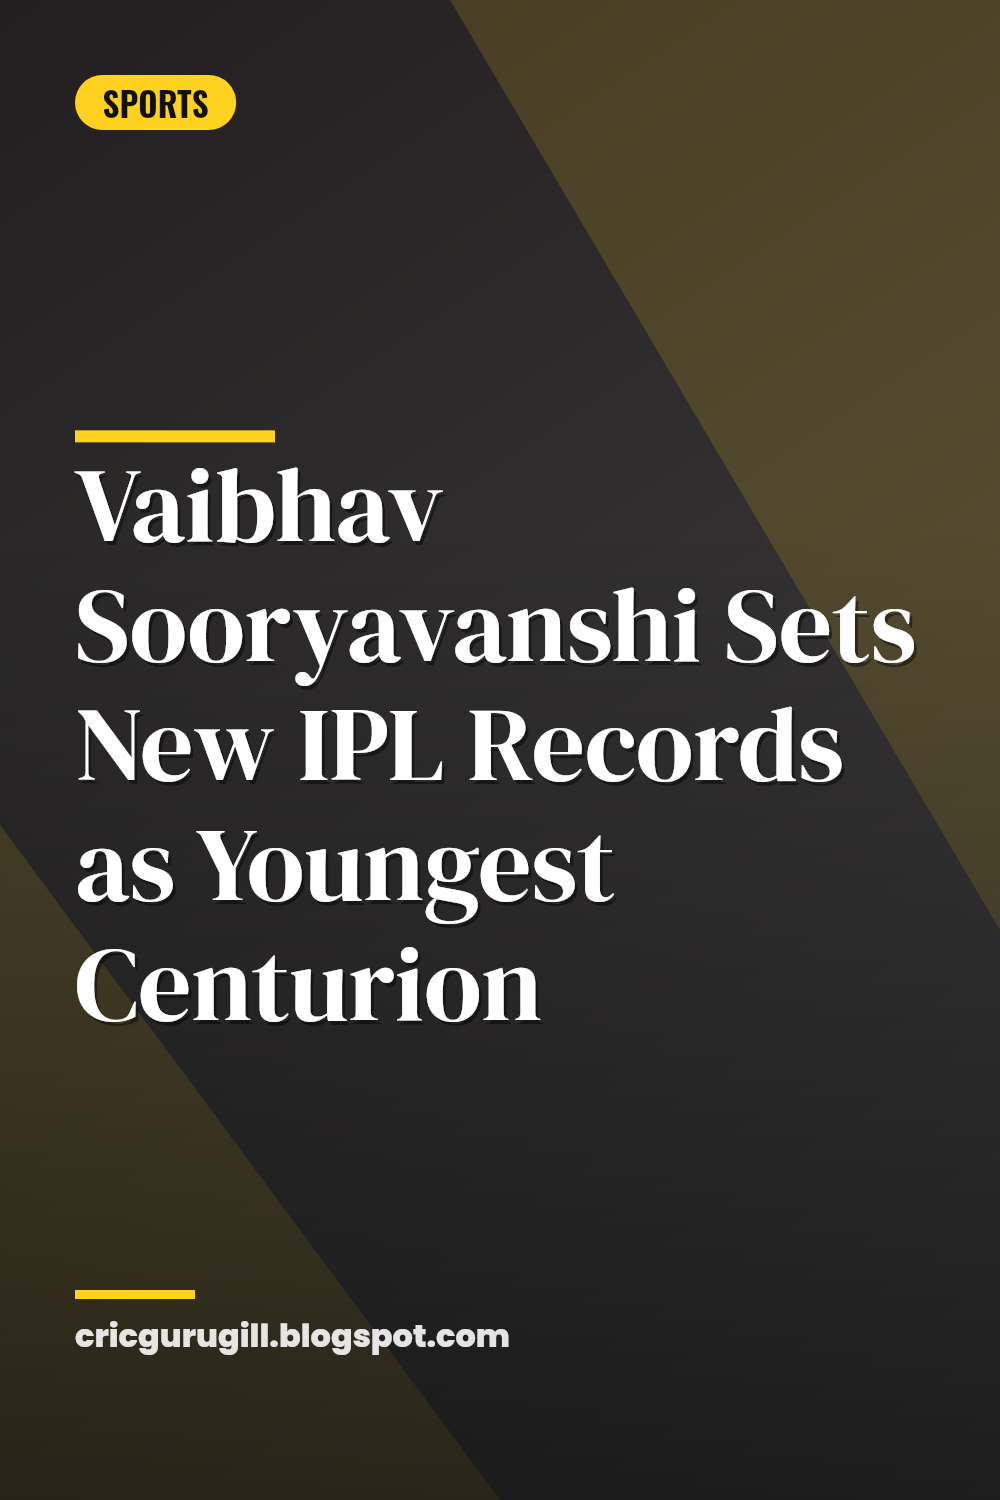 SPORTS
Vaibhav
Sooryavanshi Sets
New IPL Records
as Youngest
Centurion
cricgurugill.blogspot.com